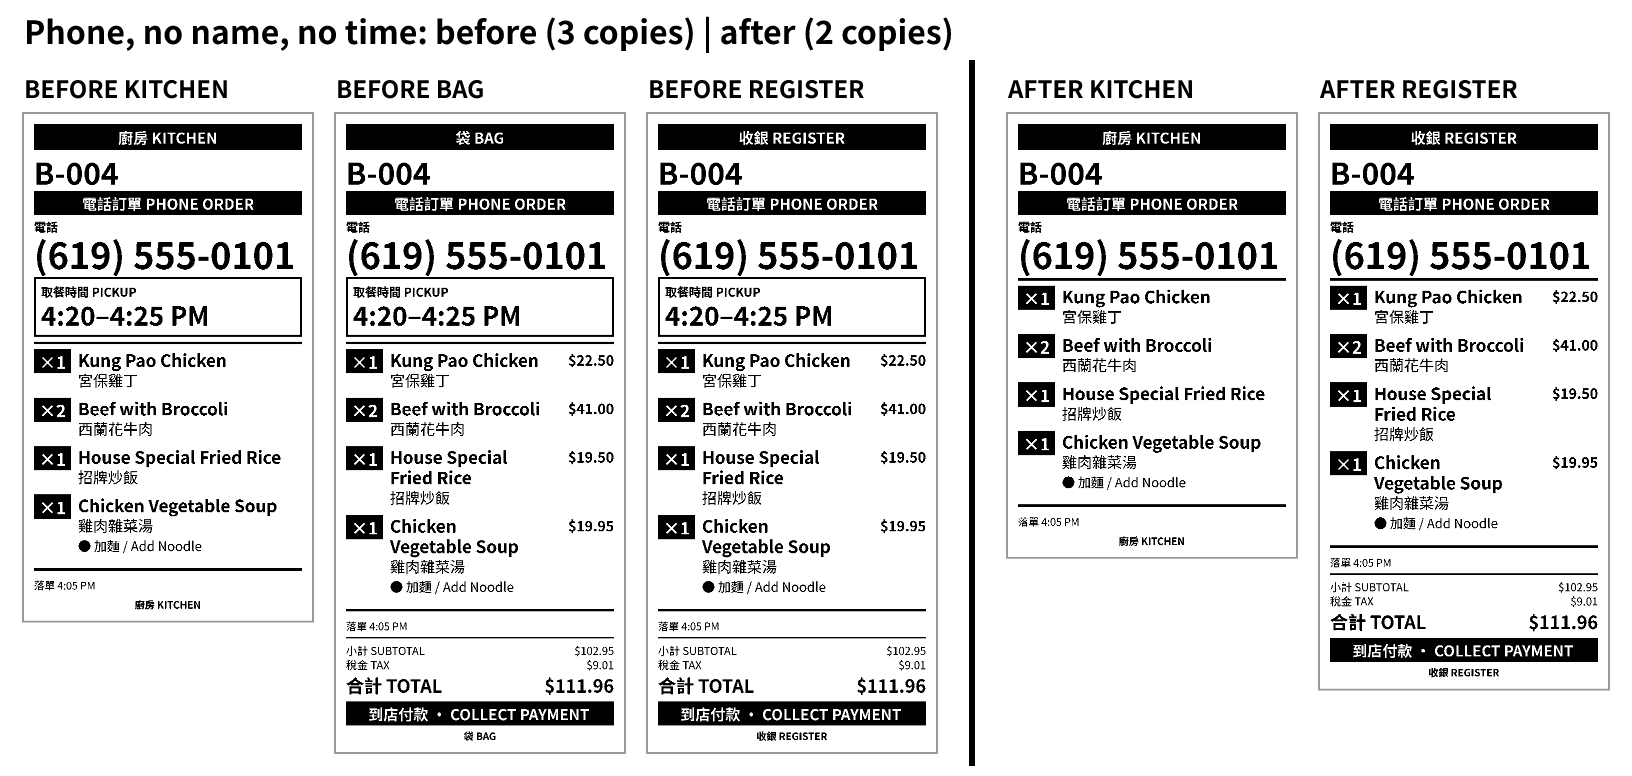 Phone, no name, no time: before (3 copies) | after (2 copies)
BEFORE KITCHEN
廚房 KITCHEN
B-004
電話訂單 PHONE ORDER
電話
(619) 555-0101
取餐時間 PICKUP
4:20–4:25 PM
×1 Kung Pao Chicken
宮保雞丁
×2 Beef with Broccoli
西蘭花牛肉
×1 House Special Fried Rice
招牌炒飯
×1 Chicken Vegetable Soup
雞肉雜菜湯
● 加麵 / Add Noodle
落單 4:05 PM
廚房 KITCHEN
BEFORE BAG
袋 BAG
B-004
電話訂單 PHONE ORDER
電話
(619) 555-0101
取餐時間 PICKUP
4:20–4:25 PM
×1 Kung Pao Chicken $22.50
宮保雞丁
×2 Beef with Broccoli $41.00
西蘭花牛肉
×1 House Special $19.50
Fried Rice
招牌炒飯
×1 Chicken $19.95
Vegetable Soup
雞肉雜菜湯
● 加麵 / Add Noodle
落單 4:05 PM
小計 SUBTOTAL $102.95
稅金 TAX $9.01
合計 TOTAL $111.96
到店付款 · COLLECT PAYMENT
袋 BAG
BEFORE REGISTER
收銀 REGISTER
B-004
電話訂單 PHONE ORDER
電話
(619) 555-0101
取餐時間 PICKUP
4:20–4:25 PM
×1 Kung Pao Chicken $22.50
宮保雞丁
×2 Beef with Broccoli $41.00
西蘭花牛肉
×1 House Special $19.50
Fried Rice
招牌炒飯
×1 Chicken $19.95
Vegetable Soup
雞肉雜菜湯
● 加麵 / Add Noodle
落單 4:05 PM
小計 SUBTOTAL $102.95
稅金 TAX $9.01
合計 TOTAL $111.96
到店付款 · COLLECT PAYMENT
收銀 REGISTER
AFTER KITCHEN
廚房 KITCHEN
B-004
電話訂單 PHONE ORDER
電話
(619) 555-0101
×1 Kung Pao Chicken
宮保雞丁
×2 Beef with Broccoli
西蘭花牛肉
×1 House Special Fried Rice
招牌炒飯
×1 Chicken Vegetable Soup
雞肉雜菜湯
● 加麵 / Add Noodle
落單 4:05 PM
廚房 KITCHEN
AFTER REGISTER
收銀 REGISTER
B-004
電話訂單 PHONE ORDER
電話
(619) 555-0101
×1 Kung Pao Chicken $22.50
宮保雞丁
×2 Beef with Broccoli $41.00
西蘭花牛肉
×1 House Special $19.50
Fried Rice
招牌炒飯
×1 Chicken $19.95
Vegetable Soup
雞肉雜菜湯
● 加麵 / Add Noodle
落單 4:05 PM
小計 SUBTOTAL $102.95
稅金 TAX $9.01
合計 TOTAL $111.96
到店付款 · COLLECT PAYMENT
收銀 REGISTER